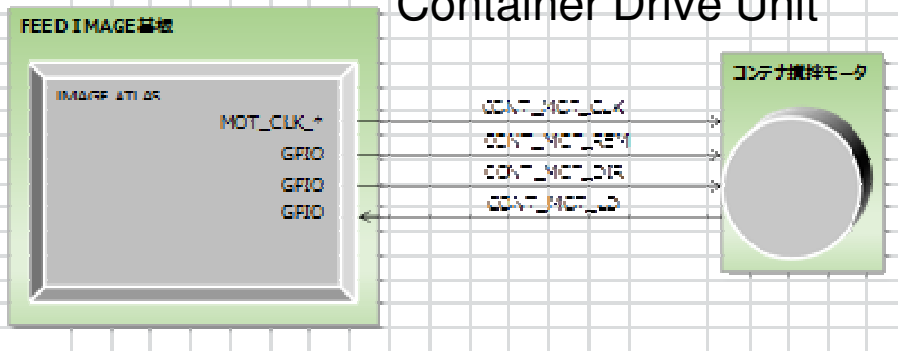 Container Drive Unit
FEED IMAGE基板
コンテナ攪拌モータ
IMAGE ATLAS
MOT_CLK_*
CONT_MOT_CLK
GPIO
CONT_MOT_REM
GPIO
CONT_MOT_DIR
GPIO
CONT_MOT_LD